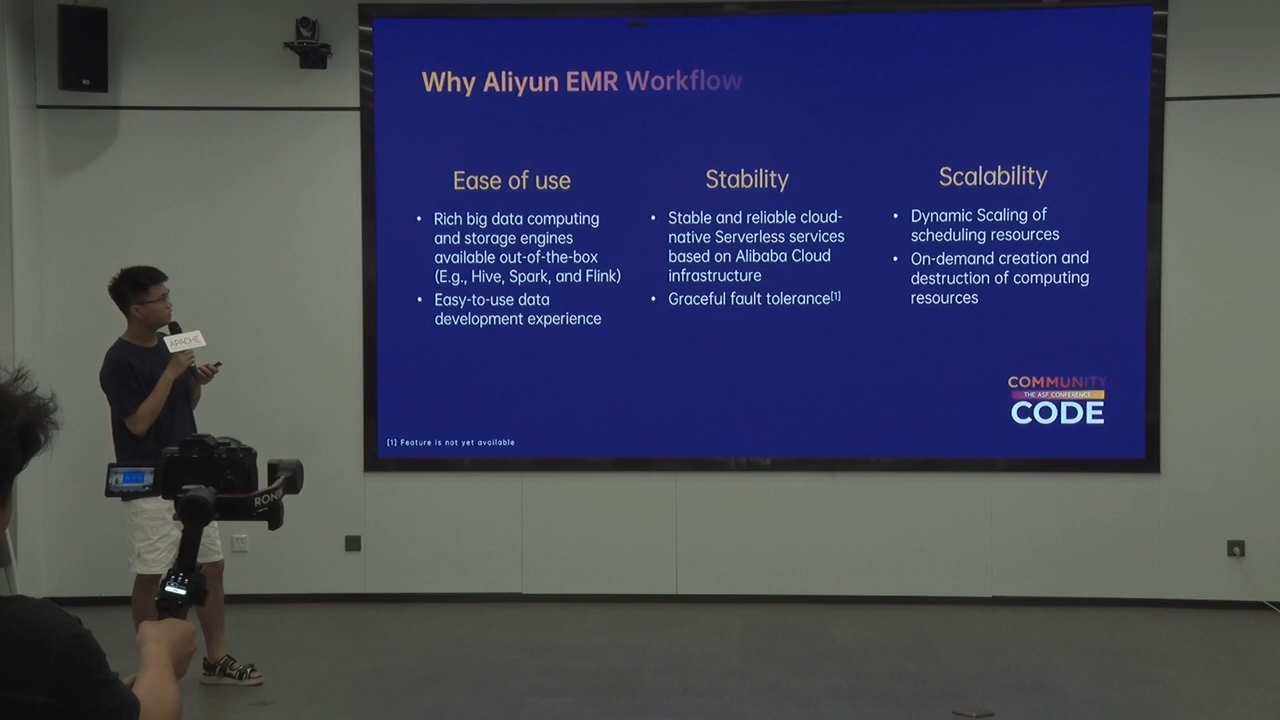 Why Aliyun EMR Workflow
Ease of use
• Rich big data computing
and storage engines
available out-of-the-box
(E.g., Hive, Spark, and Flink)
• Easy-to-use data
development experience
Stability
• Stable and reliable cloud-
native Serverless services
based on Alibaba Cloud
infrastructure
• Graceful fault tolerance[1]
Scalability
• Dynamic Scaling of
scheduling resources
• On-demand creation and
destruction of computing
resources
COMMUNITY
THE ASF CONFERENCE
CODE
[1] Feature is not yet available
APACHE
RONIN